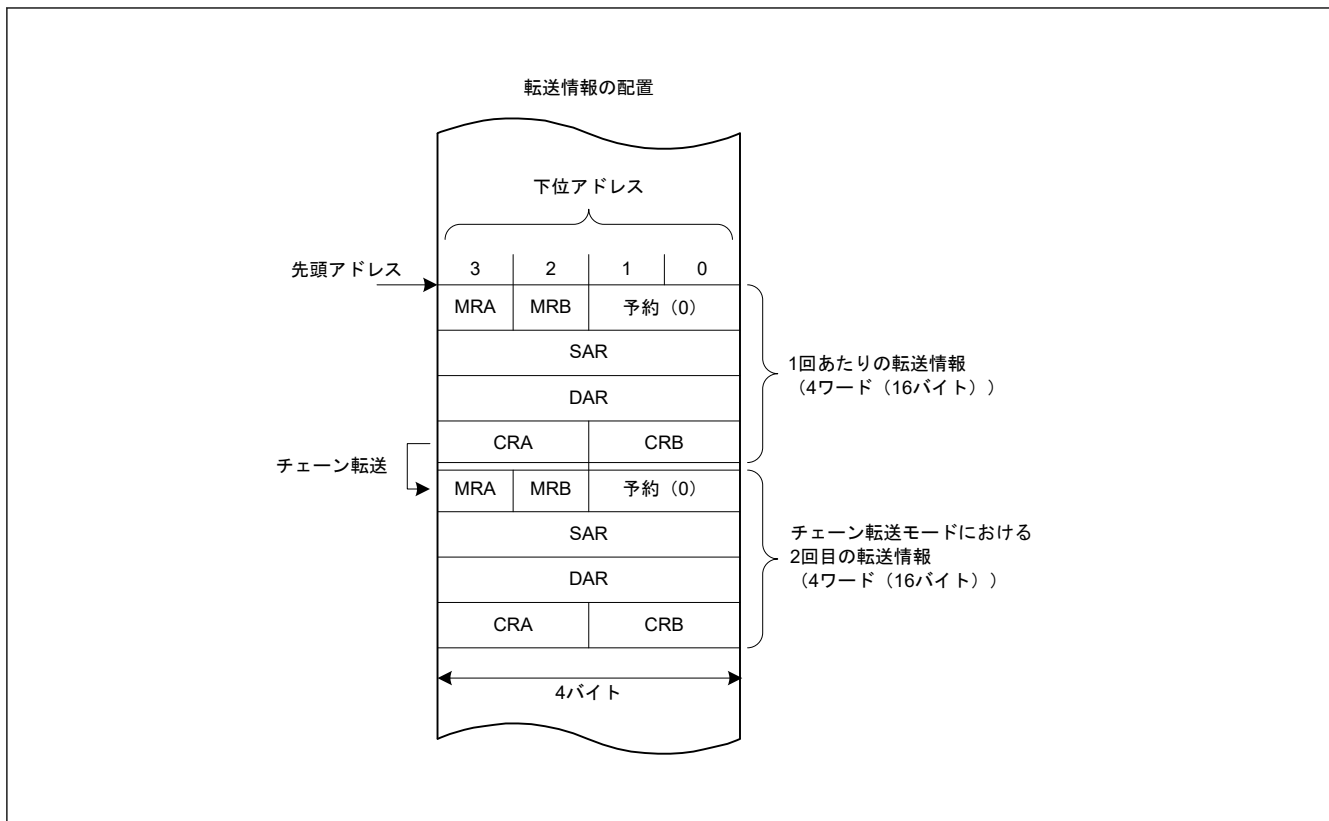 転送情報の配置
下位アドレス
先頭アドレス
3 2 1 0
MRA MRB 予約（0）
SAR
DAR
CRA CRB
1回あたりの転送情報
（4ワード（16バイト））
チェーン転送
MRA MRB 予約（0）
SAR
DAR
CRA CRB
チェーン転送モードにおける
2回目の転送情報
（4ワード（16バイト））
4バイト